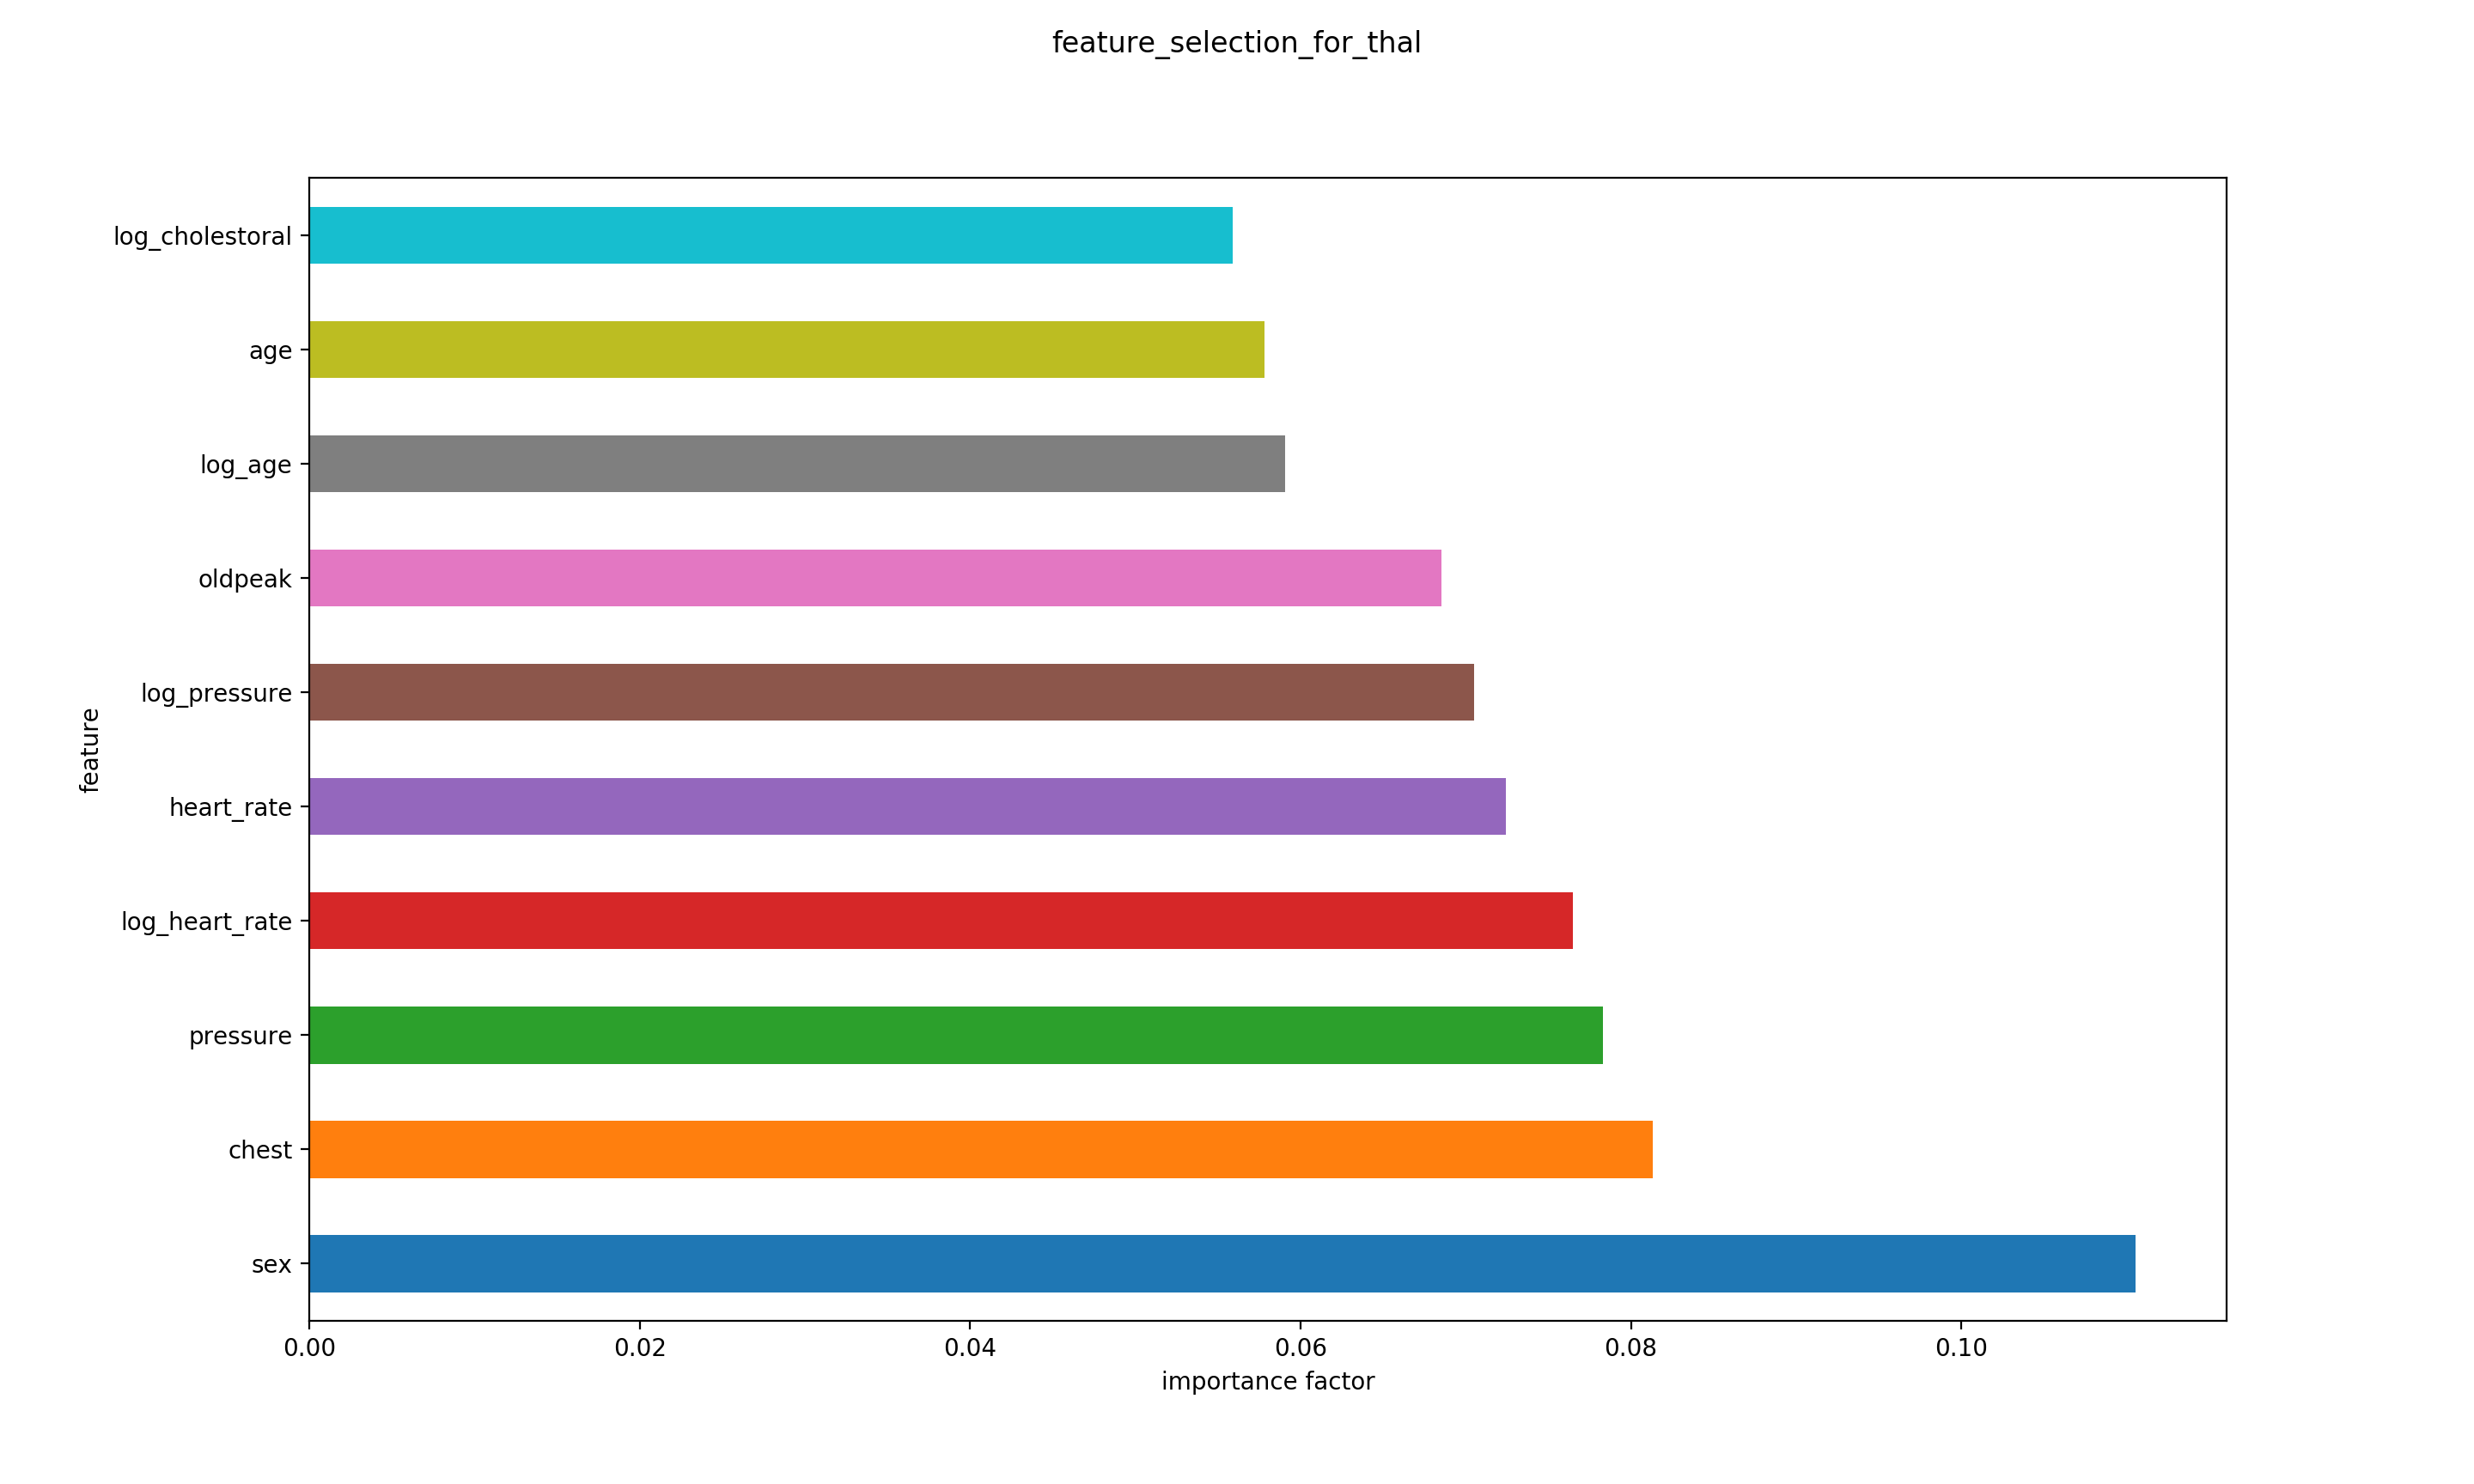 feature_selection_for_thal
log_cholestoral
age
log_age
oldpeak
log_pressure
feature
heart_rate
log_heart_rate
pressure
chest
sex
0.00 0.02 0.04 0.06 0.08 0.10
importance factor